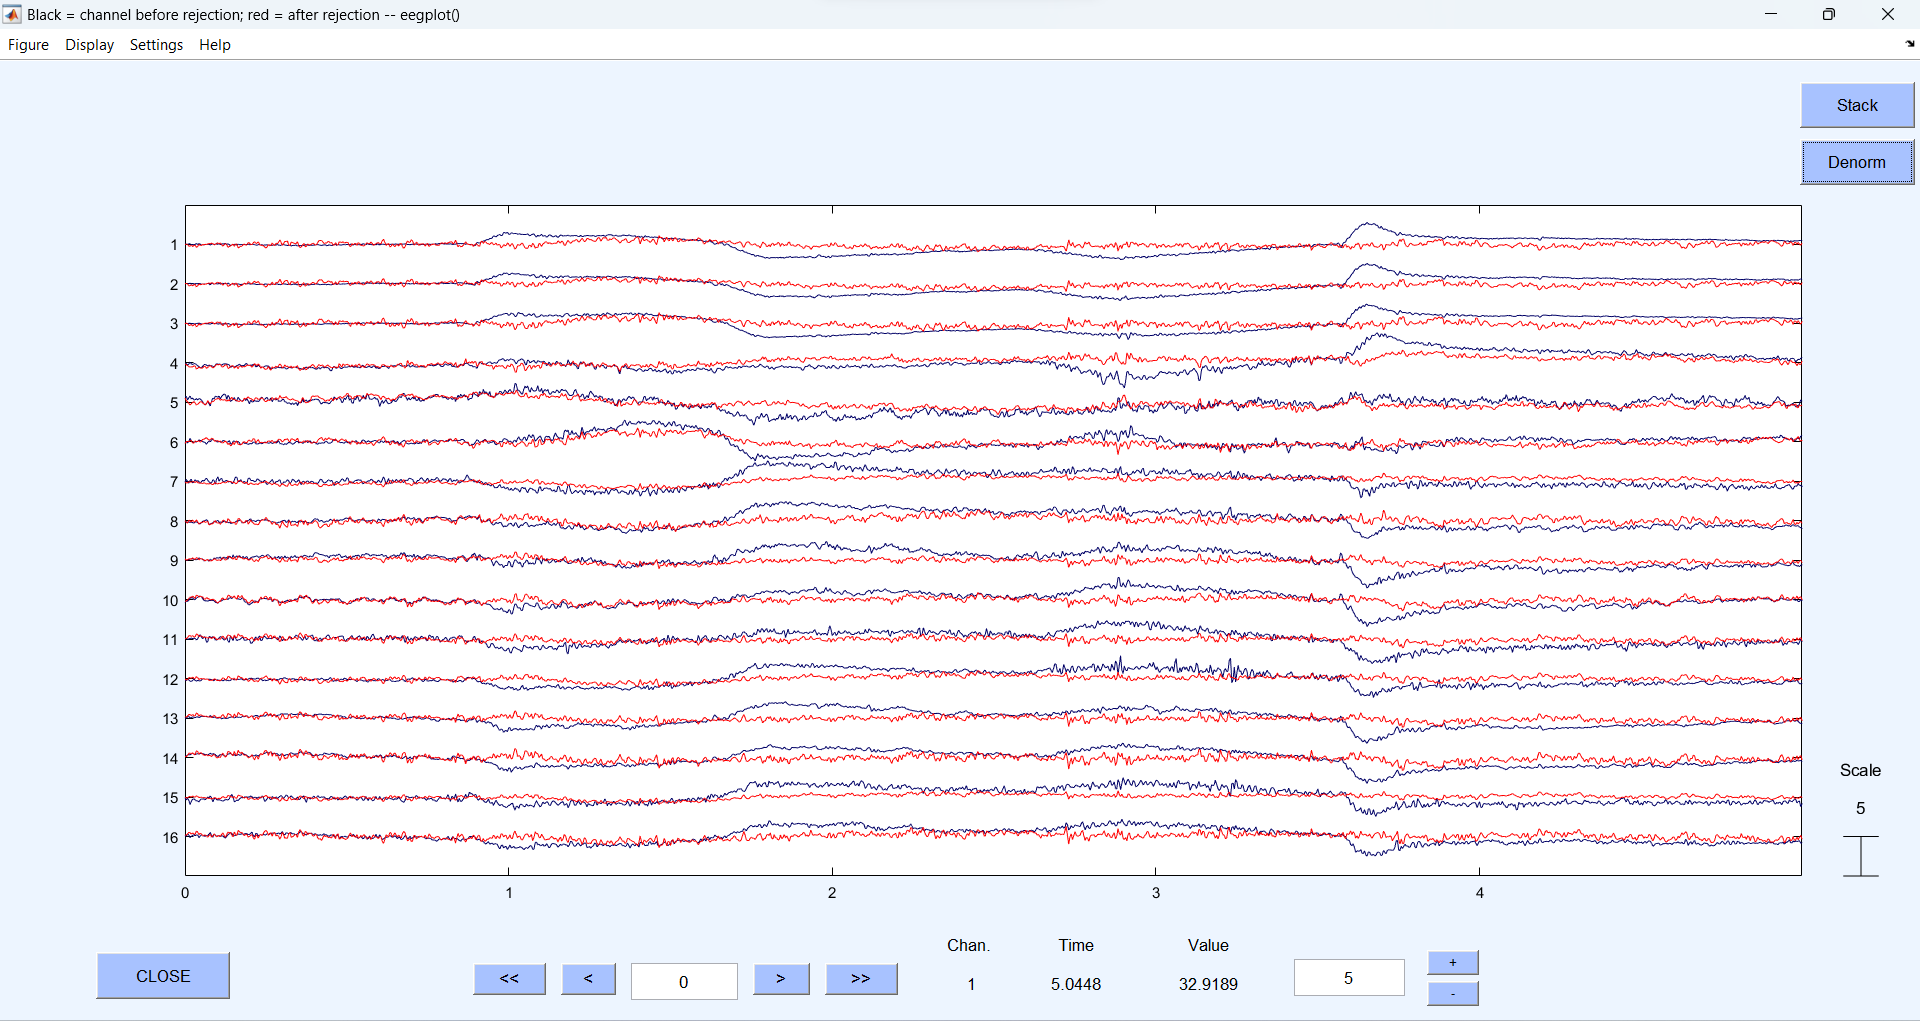 Black = channel before rejection; red = after rejection -- eegplot()
Figure Display Settings Help
Stack
Denorm
1
2
3
4
5
6
7
8
9
10
11
12
13
14
15
16
0 1 2 3 4
Scale
5
Chan. Time Value
CLOSE << < 0 > >> 1 5.0448 32.9189 5 + -